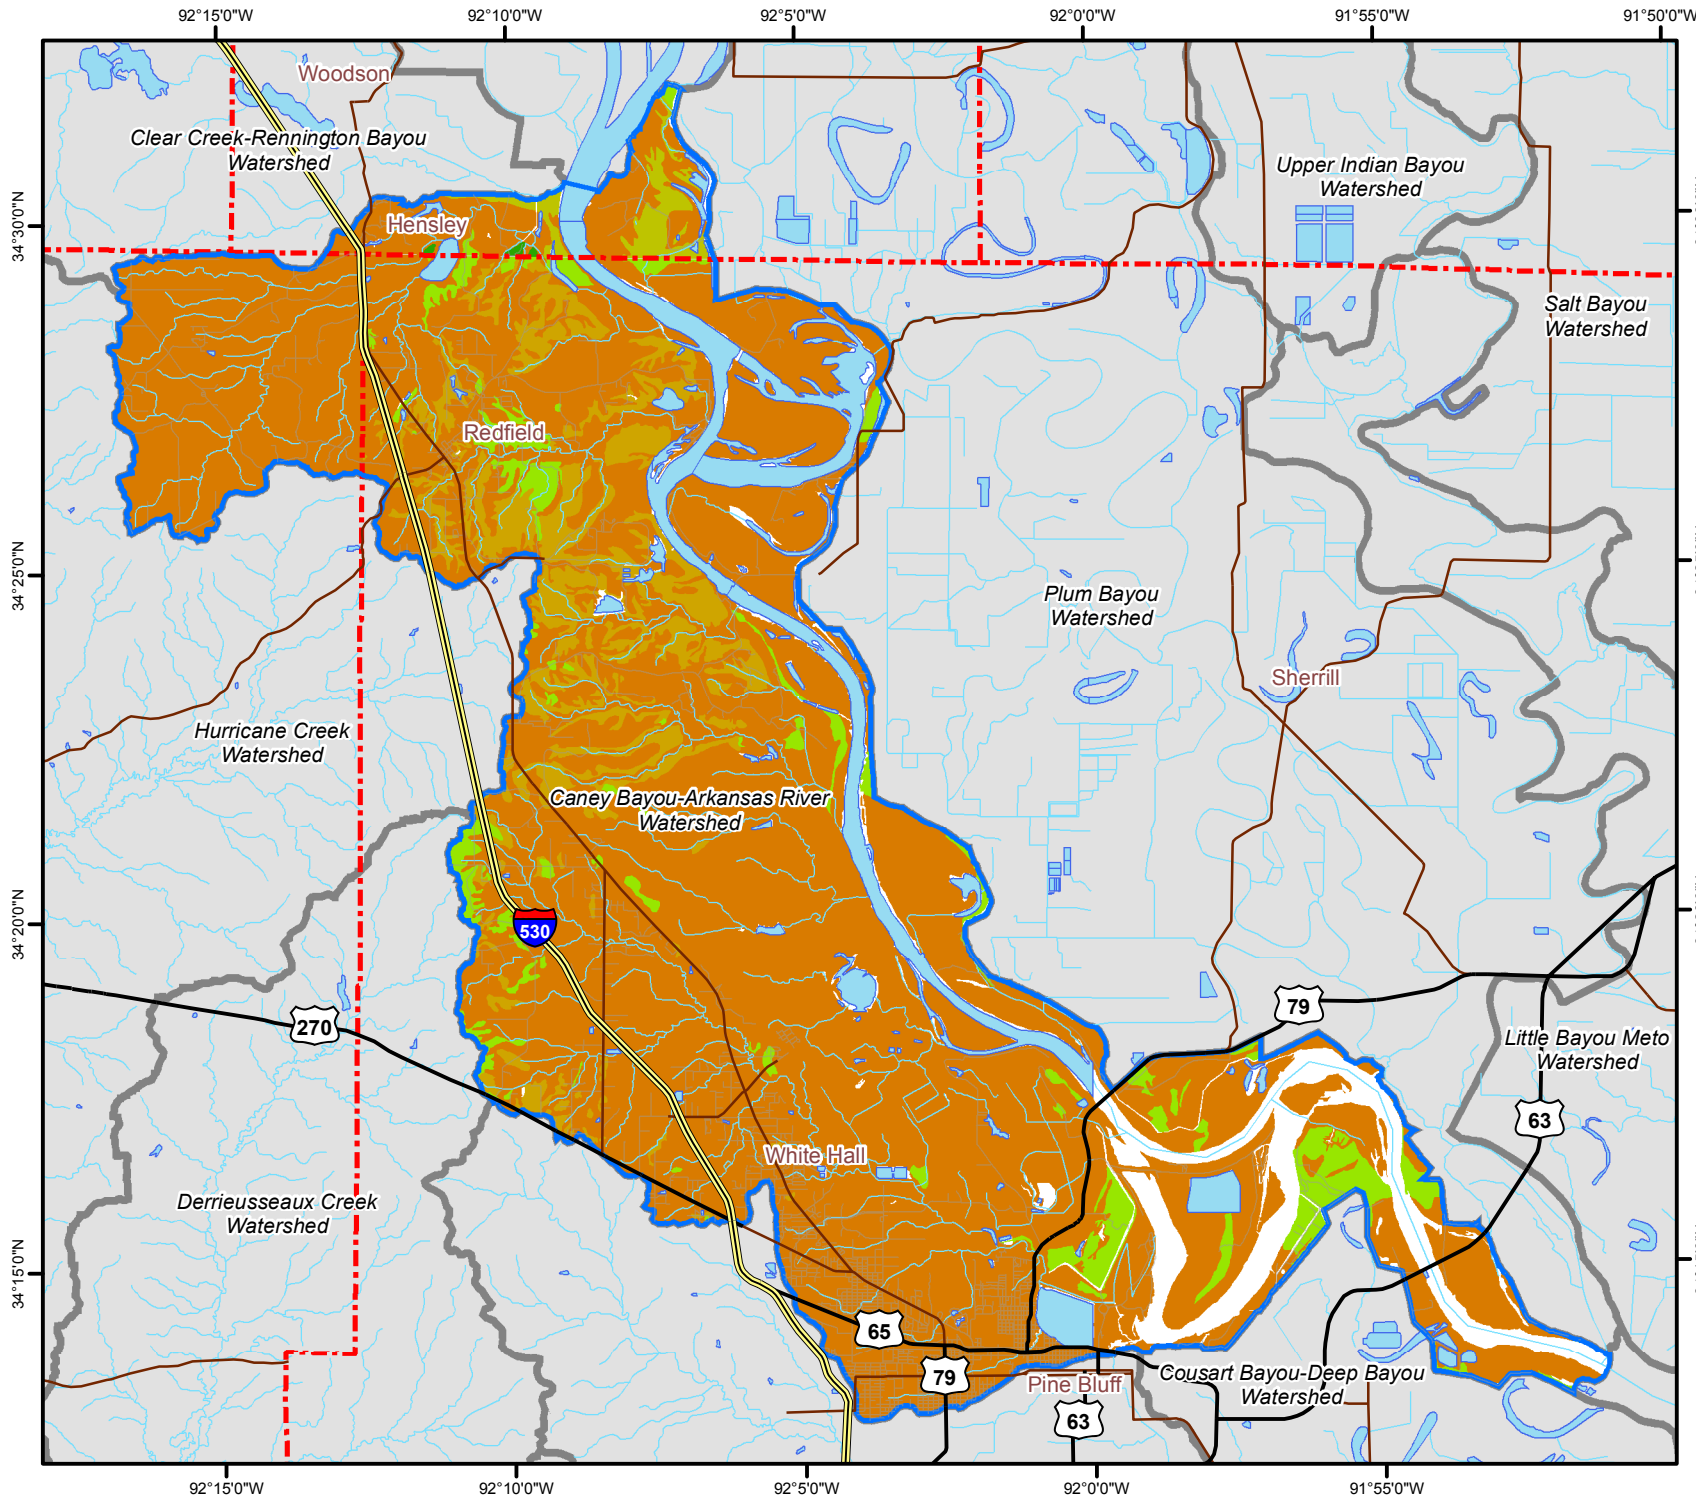 92°15'0"W
92°10'0"W
92°5'0"W
92°0'0"W
91°55'0"W
91°50'0"W
Woodson
Clear Creek-Rennington Bayou
Watershed
Upper Indian Bayou
Watershed
34°30'0"N
Hensley
Salt Bayou
Watershed
Redfield
34°25'0"N
Plum Bayou
Watershed
Sherrill
Hurricane Creek
Watershed
Caney Bayou-Arkansas River
Watershed
34°20'0"N
530
79
270
Little Bayou Meto
Watershed
63
White Hall
Derrieusseaux Creek
Watershed
34°15'0"N
65
79
Pine Bluff
Cousart Bayou-Deep Bayou
Watershed
63
92°15'0"W
92°10'0"W
92°5'0"W
92°0'0"W
91°55'0"W